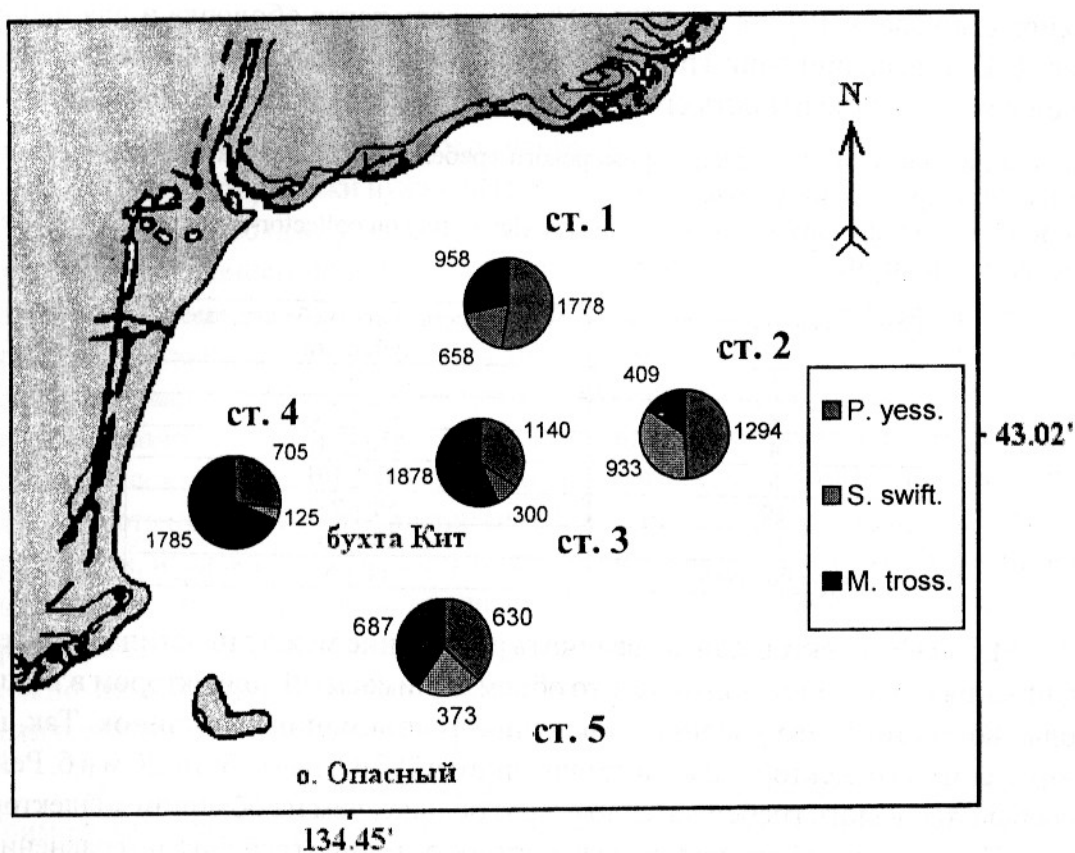 N
ст. 1
958
1778
658
ст. 2
409
1294
933
P. yess.
S. swift.
M. tross.
43.02'
ст. 4
705
125
1785
1140
1878
300
бухта Кит
ст. 3
687
630
373
ст. 5
о. Опасный
134.45'